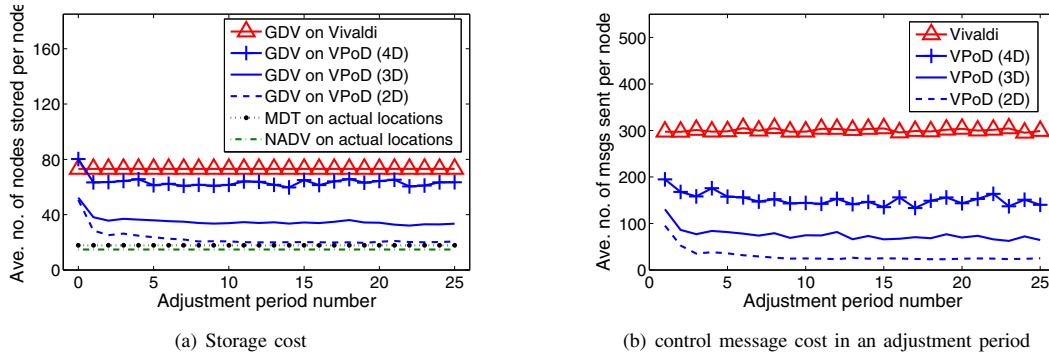 Ave. no. of nodes stored per node
160
120
80
40
0
GDV on Vivaldi
GDV on VPoD (4D)
GDV on VPoD (3D)
GDV on VPoD (2D)
MDT on actual locations
NADV on actual locations
0 5 10 15 20 25
Adjustment period number
(a) Storage cost
Ave. no. of msgs sent per node
500
400
300
200
100
0
Vivaldi
VPoD (4D)
VPoD (3D)
VPoD (2D)
0 5 10 15 20 25
Adjustment period number
(b) control message cost in an adjustment period